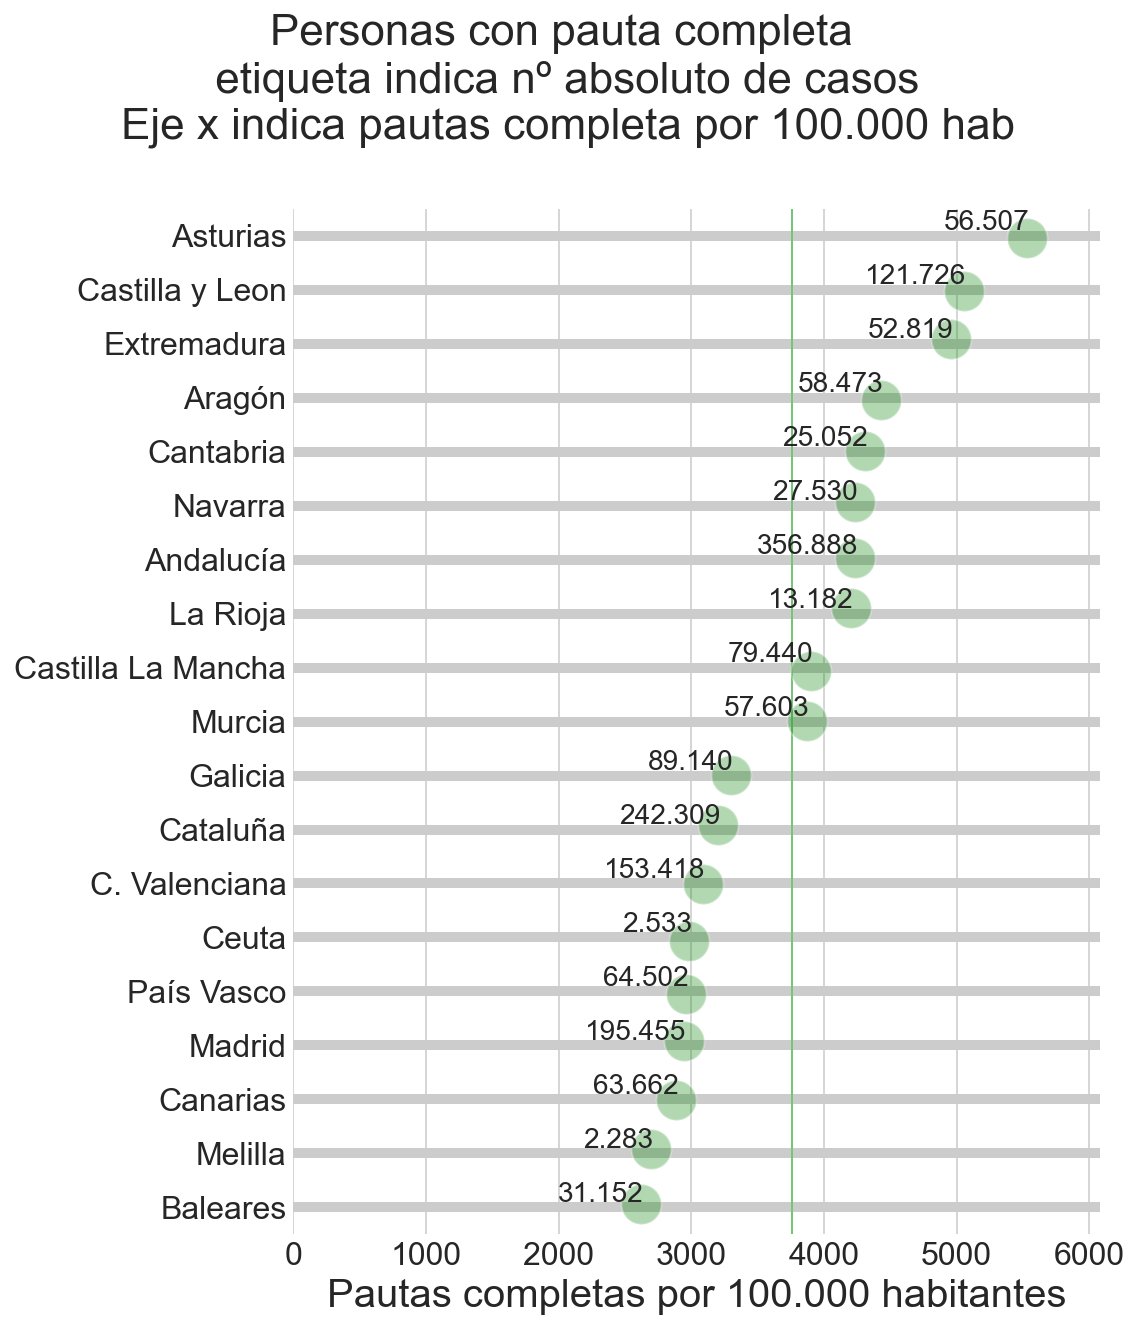 Personas con pauta completa
etiqueta indica nº absoluto de casos
Eje x indica pautas completa por 100.000 hab
Asturias 56.507
Castilla y Leon 121.726
Extremadura 52.819
Aragón 58.473
Cantabria 25.052
Navarra 27.530
Andalucía 356.888
La Rioja 13.182
Castilla La Mancha 79.440
Murcia 57.603
Galicia 89.140
Cataluña 242.309
C. Valenciana 153.418
Ceuta 2.533
País Vasco 64.502
Madrid 195.455
Canarias 63.662
Melilla 2.283
Baleares 31.152
0 1000 2000 3000 4000 5000 6000
Pautas completas por 100.000 habitantes